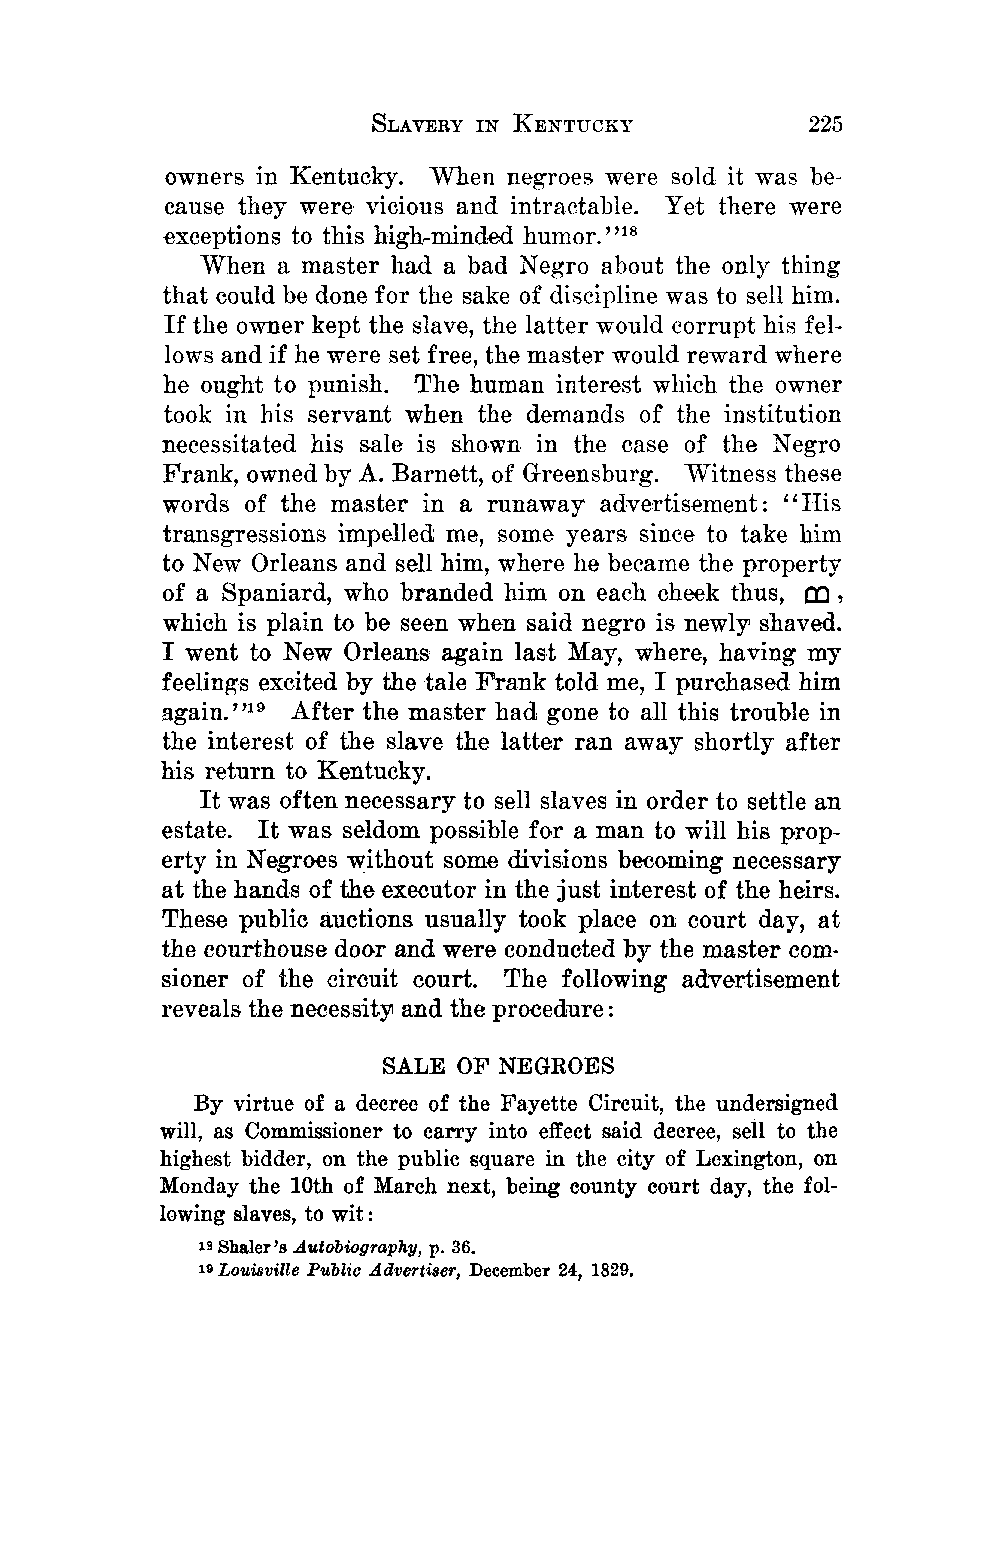 SLAVERY IN KENTUCKY 225
owners in Kentucky. When negroes were sold it was be-
cause they were vicious and intractable. Yet there were
exceptions to this high-minded humor.''18
When a master had a bad Negro about the only thing
that could be done for the sake of discipline was to sell him.
If the owner kept the slave, the latter would corrupt his fel-
lows and if he were set free, the master would reward where
he ought to punish. The human interest which the owner
took in his servant when the demands of the institution
necessitated his sale is shown in the case of the Negro
Frank, owned by A. Barnett, of Greensburg. Witness these
words of the master in a runaway advertisement: ‘‘His
transgressions impelled me, some years since to take him
to New Orleans and sell him, where he became the property
of a Spaniard, who branded him on each cheek thus, ,
which is plain to be seen when said negro is newly shaved.
I went to New Orleans again last May, where, having my
feelings excited by the tale Frank told me, I purchased him
again.''19 After the master had gone to all this trouble in
the interest of the slave the latter ran away shortly after
his return to Kentucky.
It was often necessary to sell slaves in order to settle an
estate. It was seldom possible for a man to will his prop-
erty in Negroes without some divisions becoming necessary
at the hands of the executor in the just interest of the heirs.
These public auctions usually took place on court day, at
the courthouse door and were conducted by the master com-
sioner of the circuit court. The following advertisement
reveals the necessity and the procedure:
SALE OF NEGROES
By virtue of a decree of the Fayette Circuit, the undersigned
will, as Commissioner to carry into effect said decree, sell to the
highest bidder, on the public square in the city of Lexington, on
Monday the 10th of March next, being county court day, the fol-
lowing slaves, to wit:
18 Shaler's Autobiography, p. 36.
19 Louisville Public Advertiser, December 24, 1829.